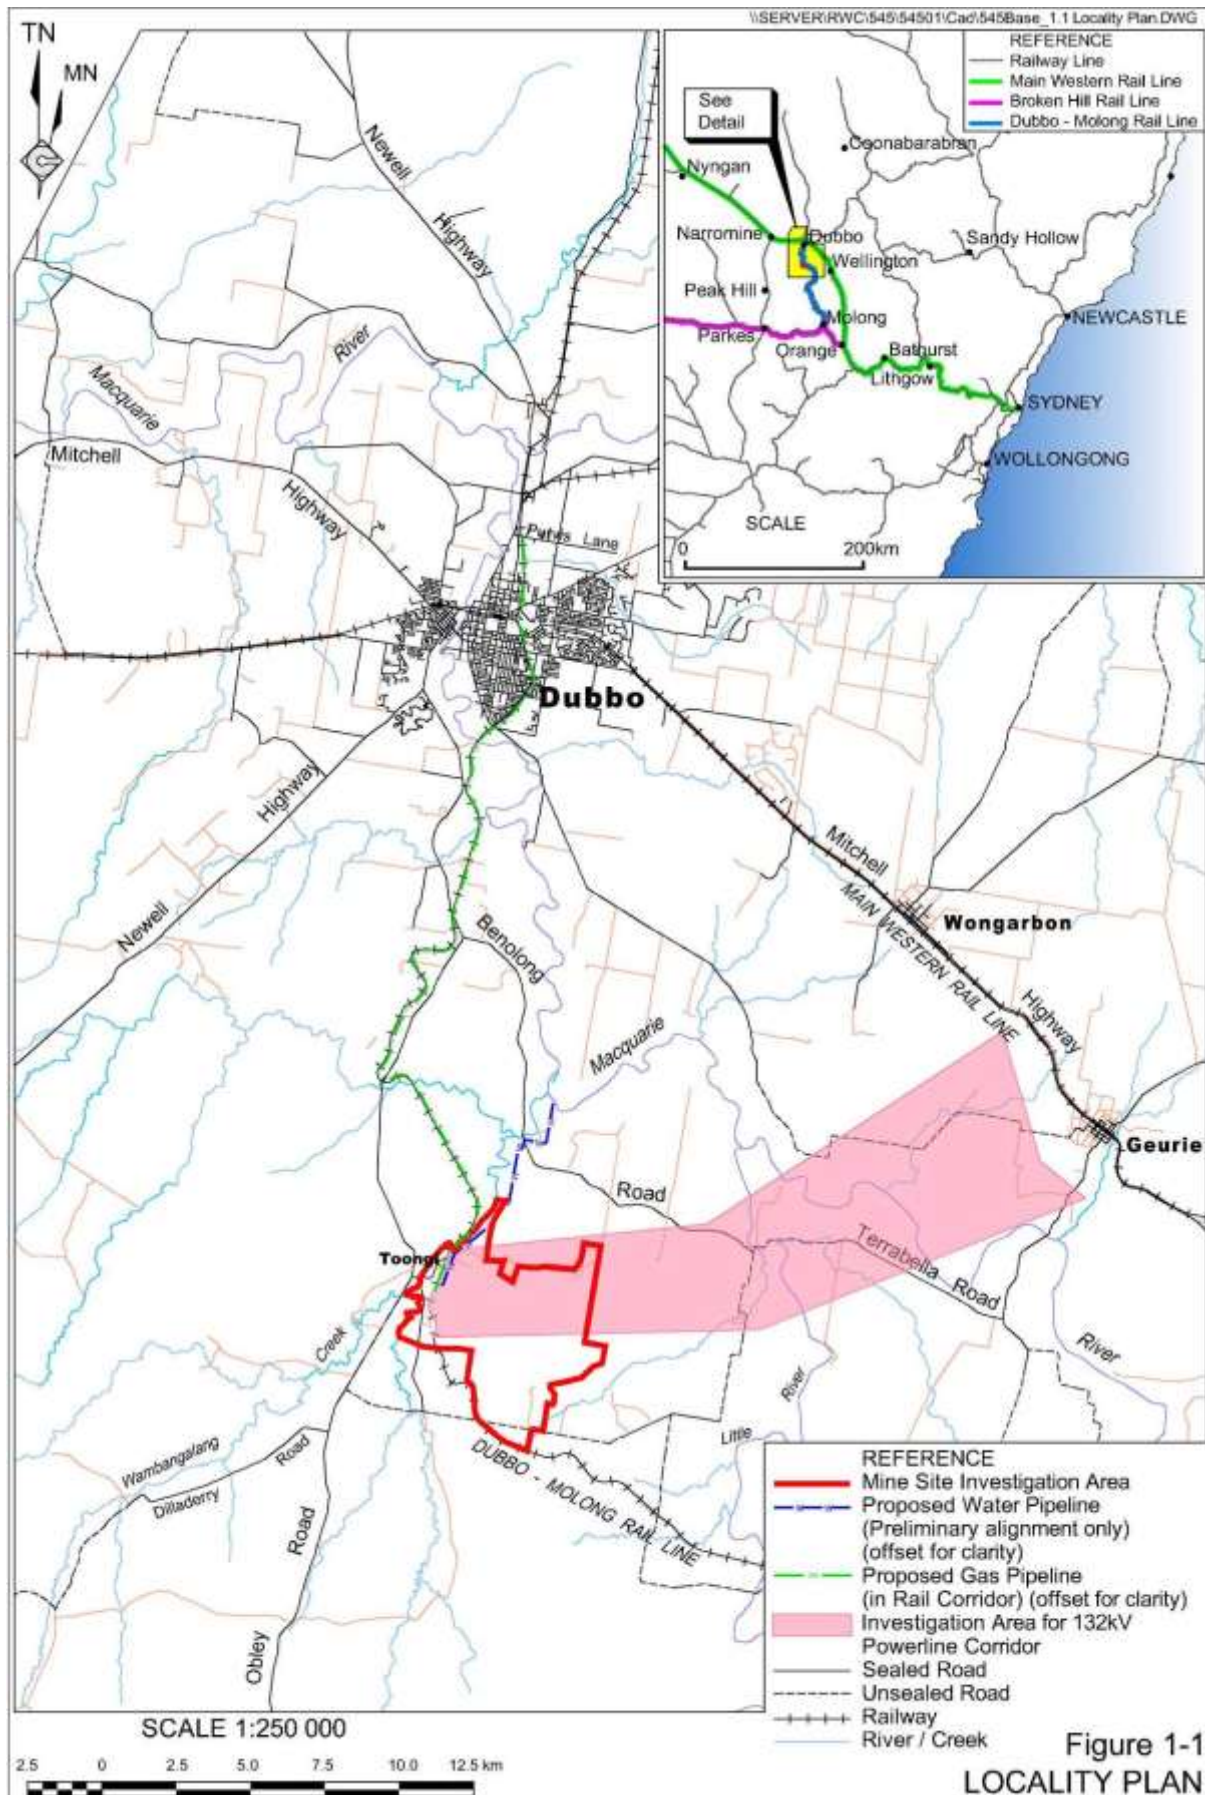 \\SERVER\RWC\545\54501\Cad\545Base_1.1 Locality Plan.DWG
TN
MN
REFERENCE
Railway Line
Main Western Rail Line
Broken Hill Rail Line
Dubbo - Molong Rail Line
See
Detail
Coonabarabran
Nyngan
Narromine
Dubbo
Sandy Hollow
Wellington
Peak Hill
Molong
NEWCASTLE
Parkes
Orange
Bathurst
Lithgow
SYDNEY
WOLLONGONG
SCALE
0
200km
Newell
Highway
River
Macquarie
Mitchell
Highway
Purvis Lane
Dubbo
Highway
Newell
Mitchell
MAIN WESTERN RAIL LINE
Wongarbon
Highway
Benolong
Macquarie
Geurie
Road
Terrabella Road
Toongi
Creek
River
River
Little
Wambangalang
Road
Dilladerry
DUBBO - MOLONG RAIL LINE
Road
Obley
REFERENCE
Mine Site Investigation Area
Proposed Water Pipeline
(Preliminary alignment only)
(offset for clarity)
Proposed Gas Pipeline
(in Rail Corridor) (offset for clarity)
Investigation Area for 132kV
Powerline Corridor
Sealed Road
Unsealed Road
Railway
River / Creek
SCALE 1:250 000
2.5 0 2.5 5.0 7.5 10.0 12.5 km
Figure 1-1
LOCALITY PLAN